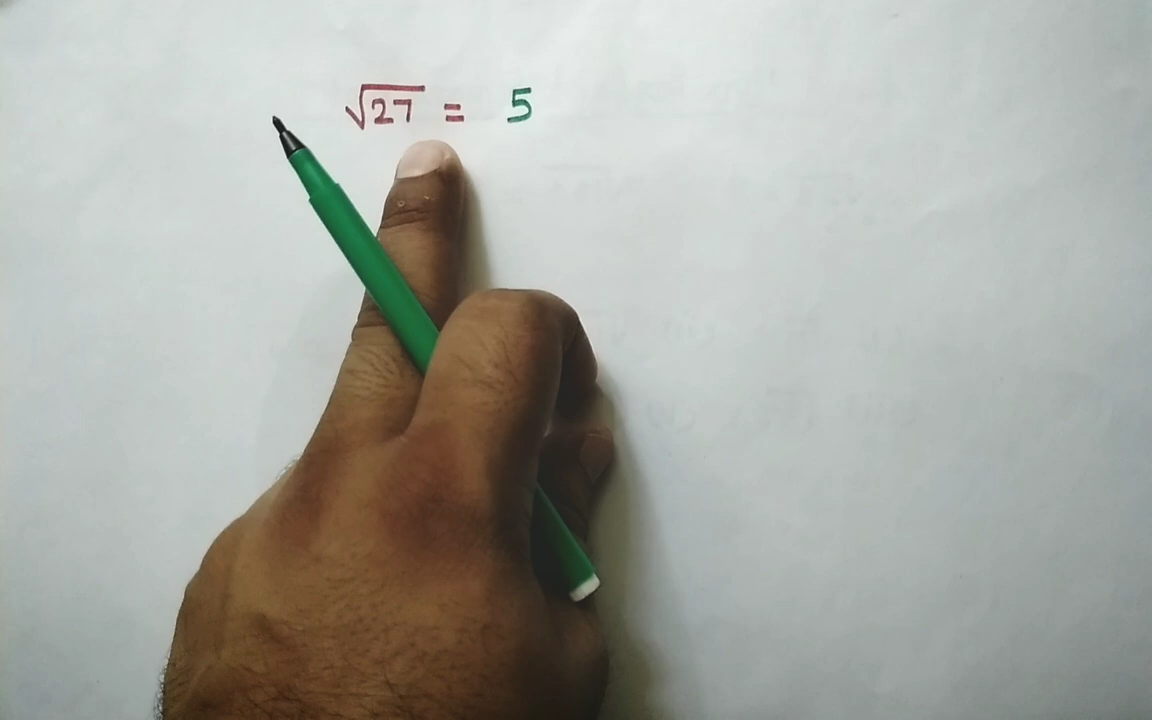 √27 = 5